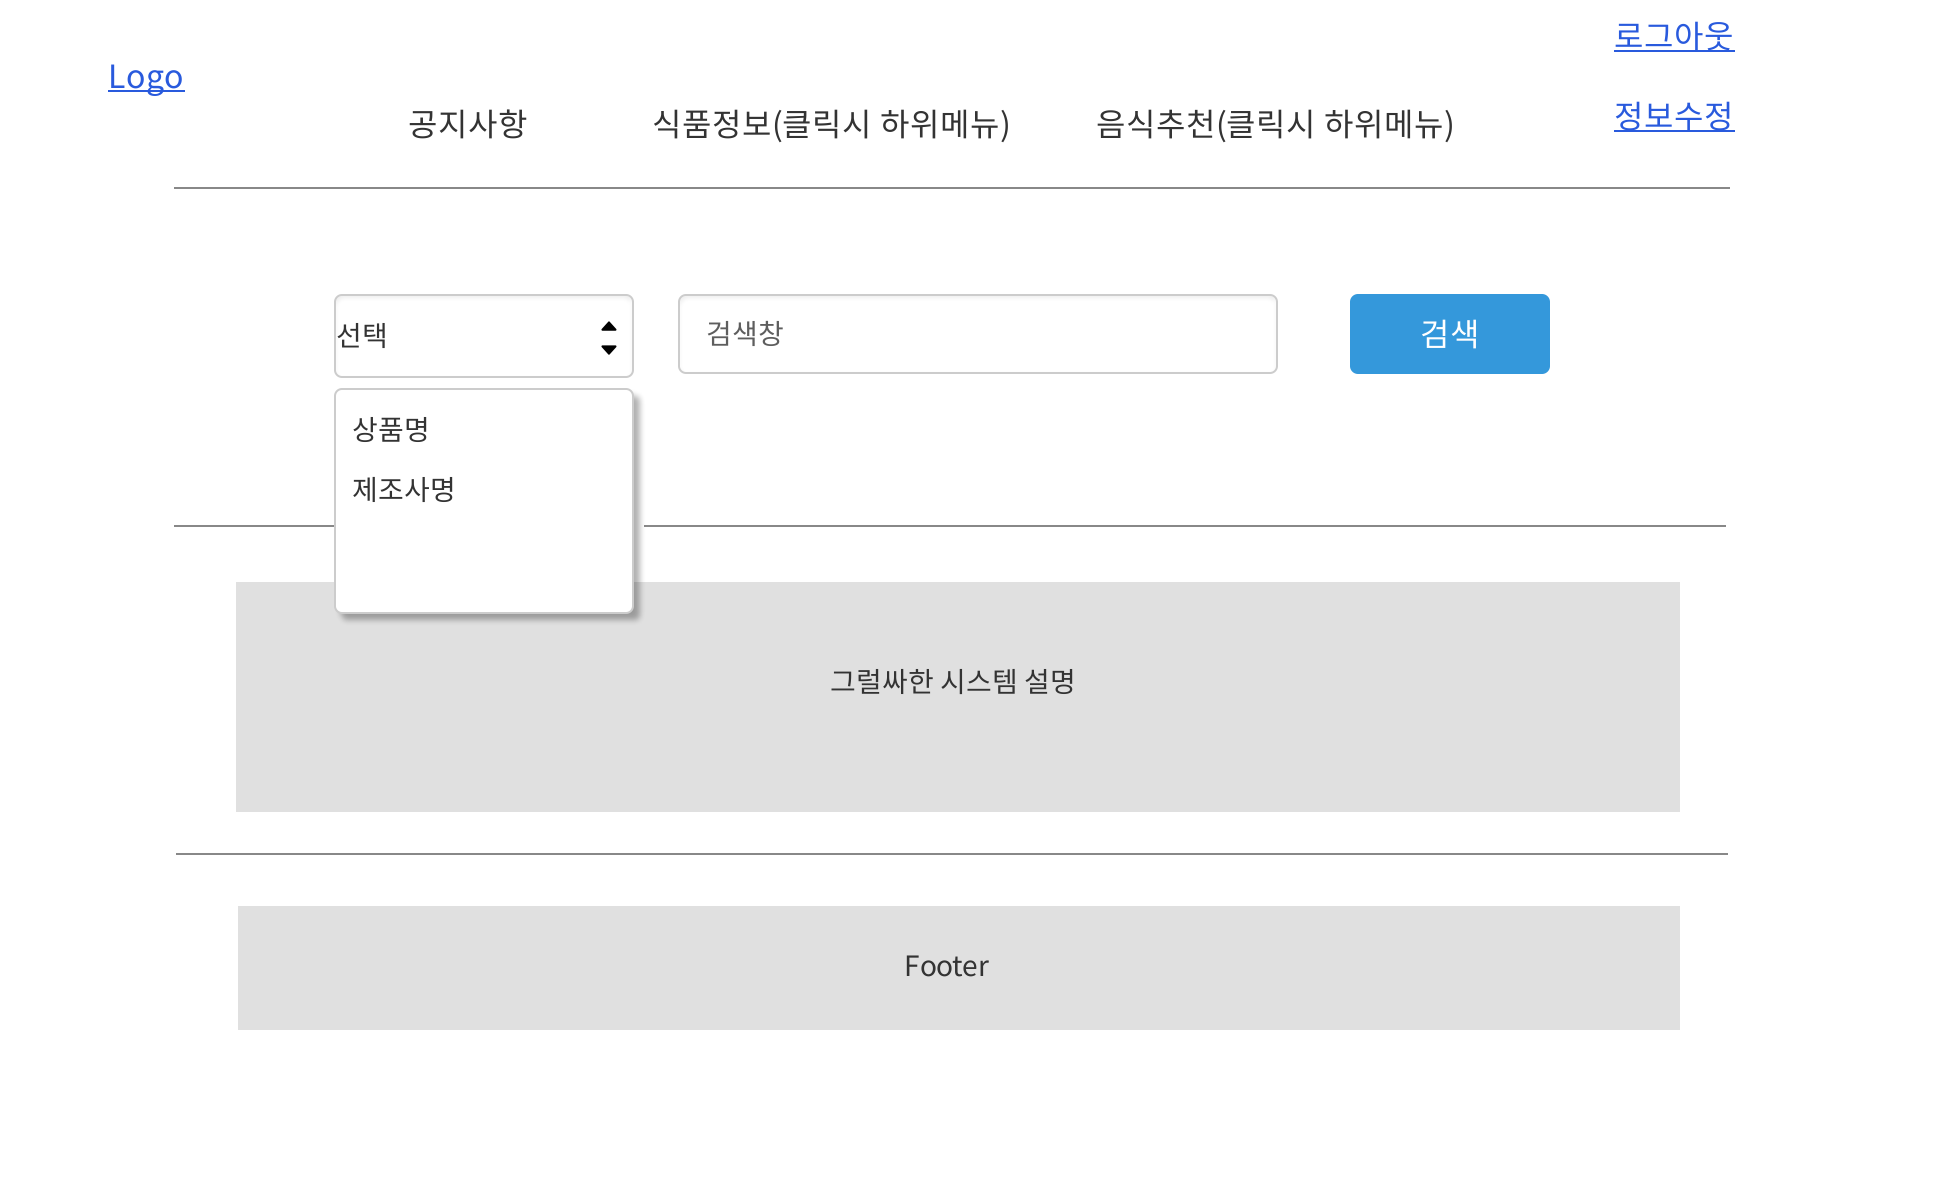 로그아웃
Logo
정보수정
공지사항
식품정보(클릭시 하위메뉴)
음식추천(클릭시 하위메뉴)
선택
검색창
검색
상품명
제조사명
그럴싸한 시스템 설명
Footer